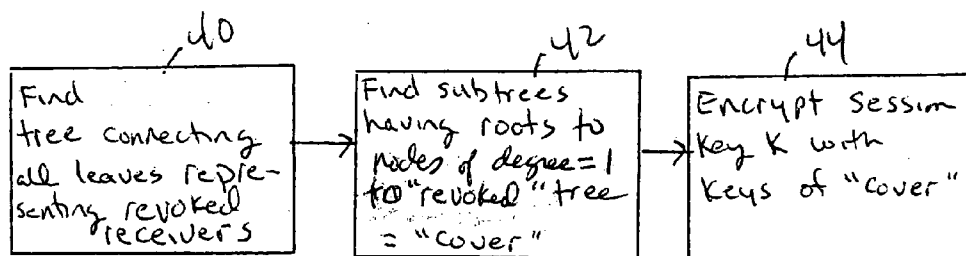 40
Find
tree connecting
all leaves repre-
senting revoked
receivers
42
Find subtrees
having roots to
nodes of degree=1
to "revoked" tree
= "cover"
44
Encrypt Session
Key K with
Keys of "Cover"